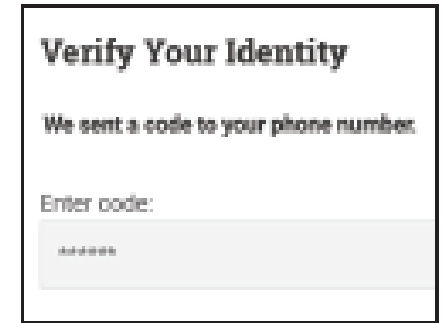 Verify Your Identity
We sent a code to your phone number.
Enter code:
******